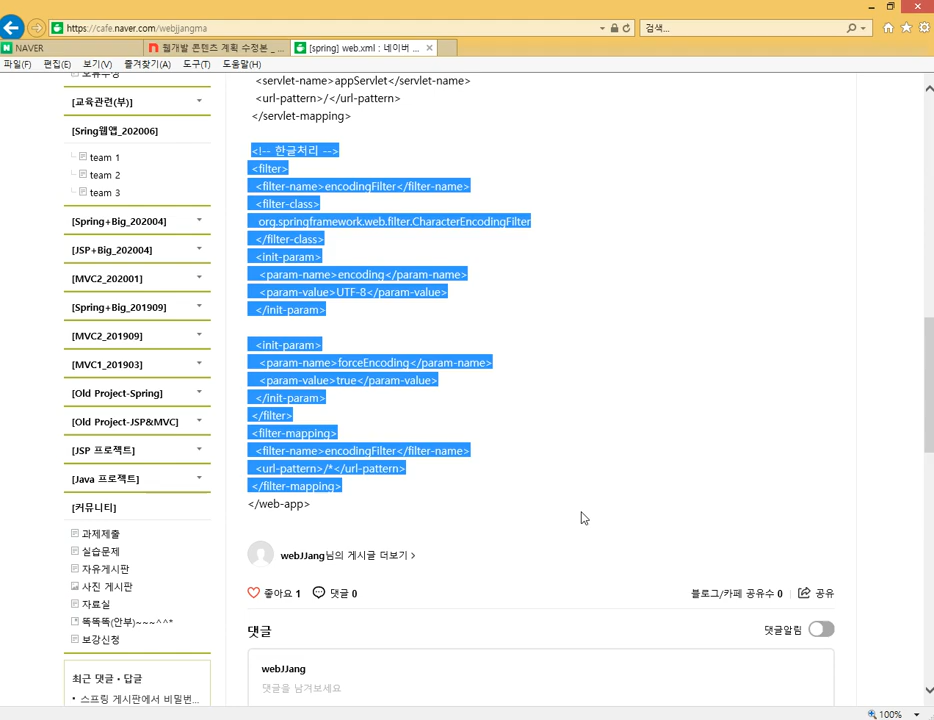 https://cafe.naver.com/webjjangma
검색...
NAVER
웹개발 콘텐츠 계획 수정본 _ ...
[spring] web.xml : 네이버 ...
파일(F) 편집(E) 보기(V) 즐겨찾기(A) 도구(T) 도움말(H)
[교육관련(부)]
[Sring웹앱_202006]
team 1
team 2
team 3
[Spring+Big_202004]
[JSP+Big_202004]
[MVC2_202001]
[Spring+Big_201909]
[MVC2_201909]
[MVC1_201903]
[Old Project-Spring]
[Old Project-JSP&MVC]
[JSP 프로젝트]
[Java 프로젝트]
[커뮤니티]
과제제출
실습문제
자유게시판
사진 게시판
자료실
똑똑똑(안부)~~~^^*
보강신청
최근 댓글 · 답글
• 스프링 게시판에서 비밀번...
<servlet-name>appServlet</servlet-name>
<url-pattern>/</url-pattern>
</servlet-mapping>
<!-- 한글처리 -->
<filter>
<filter-name>encodingFilter</filter-name>
<filter-class>
org.springframework.web.filter.CharacterEncodingFilter
</filter-class>
<init-param>
<param-name>encoding</param-name>
<param-value>UTF-8</param-value>
</init-param>
<init-param>
<param-name>forceEncoding</param-name>
<param-value>true</param-value>
</init-param>
</filter>
<filter-mapping>
<filter-name>encodingFilter</filter-name>
<url-pattern>/*</url-pattern>
</filter-mapping>
</web-app>
webJJang님의 게시글 더보기 >
좋아요 1 댓글 0
블로그/카페 공유수 0 공유
댓글
댓글알림
webJJang
댓글을 남겨보세요
100%